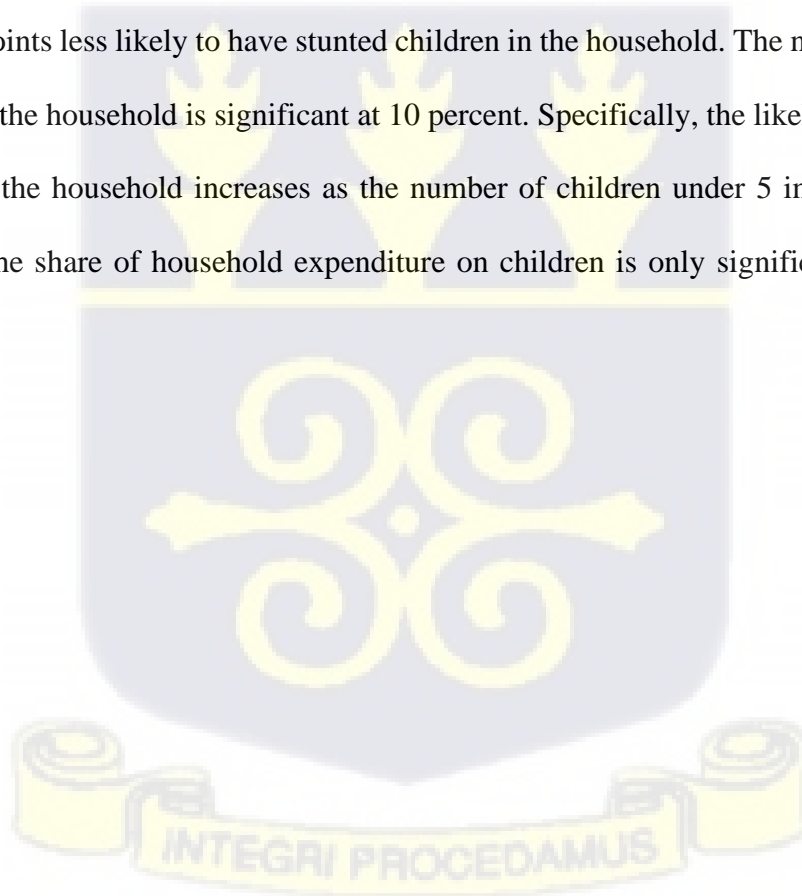 oints less likely to have stunted children in the household. The n
the household is significant at 10 percent. Specifically, the like
the household increases as the number of children under 5 in
he share of household expenditure on children is only signific
INTEGRI PROCEDAMUS